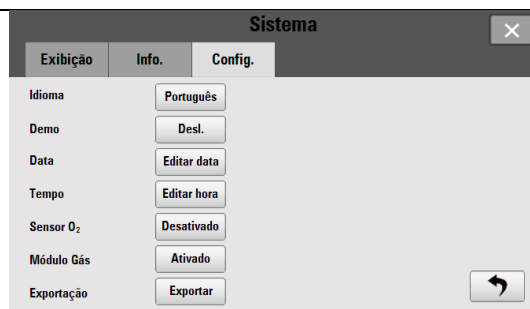 Sistema
Exibição Info. Config.
Idioma Português
Demo Desl.
Data Editar data
Tempo Editar hora
Sensor O₂ Desativado
Módulo Gás Ativado
Exportação Exportar